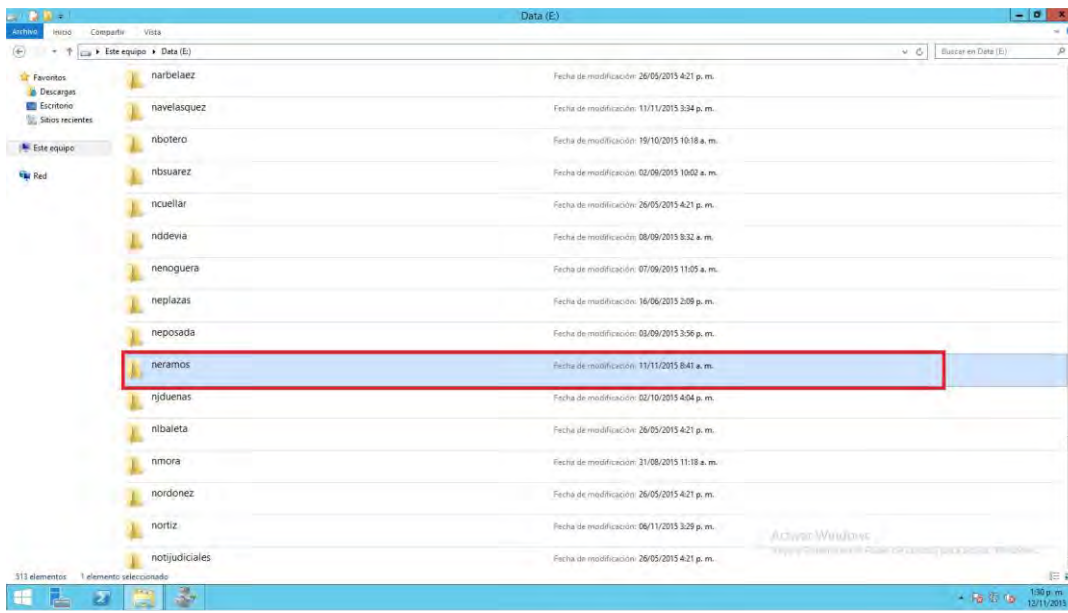 Data (E:)
Archivo Inicio Compartir Vista
Este equipo Data (E:)
Buscar en Data (E:)
Favoritos
Descargas
Escritorio
Sitios recientes
Este equipo
Red
narbelaez Fecha de modificación: 26/05/2015 4:21 p. m.
navelasquez Fecha de modificación: 11/11/2015 3:34 p. m.
nbotero Fecha de modificación: 19/10/2015 10:18 a. m.
nbsuarez Fecha de modificación: 02/09/2015 10:02 a. m.
ncuellar Fecha de modificación: 26/05/2015 4:21 p. m.
nddevia Fecha de modificación: 08/09/2015 8:32 a. m.
nenoguera Fecha de modificación: 07/09/2015 11:05 a. m.
neplazas Fecha de modificación: 16/06/2015 2:09 p. m.
neposada Fecha de modificación: 03/09/2015 3:56 p. m.
neramos Fecha de modificación: 11/11/2015 8:41 a. m.
njduenas Fecha de modificación: 02/10/2015 4:04 p. m.
nlbaleta Fecha de modificación: 26/05/2015 4:21 p. m.
nmora Fecha de modificación: 31/08/2015 11:18 a. m.
nordonez Fecha de modificación: 26/05/2015 4:21 p. m.
nortiz Fecha de modificación: 06/11/2015 3:29 p. m.
Activar Windows
notijudiciales Fecha de modificación: 26/05/2015 4:21 p. m.
313 elementos 1 elemento seleccionado
1:30 p. m.
12/11/2015